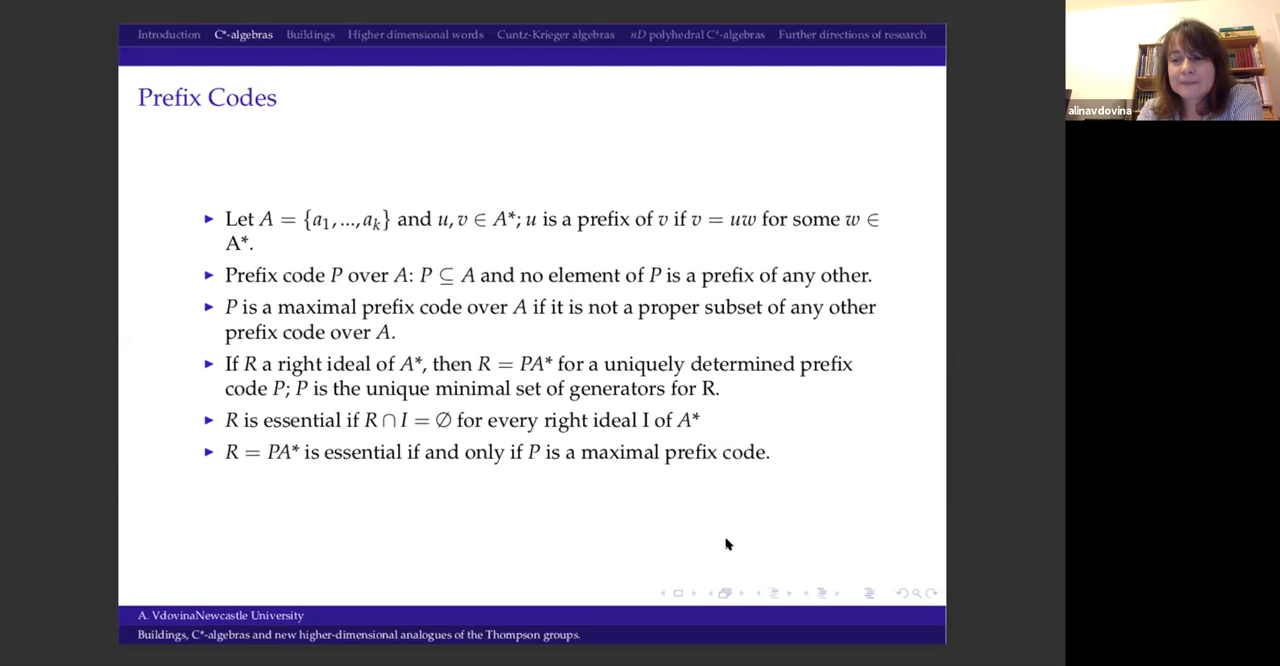 Introduction C*-algebras Buildings Higher dimensional words Cuntz-Krieger algebras nD polyhedral C*-algebras Further directions of research
Prefix Codes
Let A = {a₁, ..., aₖ} and u, v ∈ A*; u is a prefix of v if v = uw for some w ∈
A*.
Prefix code P over A: P ⊆ A and no element of P is a prefix of any other.
P is a maximal prefix code over A if it is not a proper subset of any other
prefix code over A.
If R a right ideal of A*, then R = PA* for a uniquely determined prefix
code P; P is the unique minimal set of generators for R.
R is essential if R ∩ I = ∅ for every right ideal I of A*
R = PA* is essential if and only if P is a maximal prefix code.
A. VdovinaNewcastle University
Buildings, C*-algebras and new higher-dimensional analogues of the Thompson groups.
alinavdovina